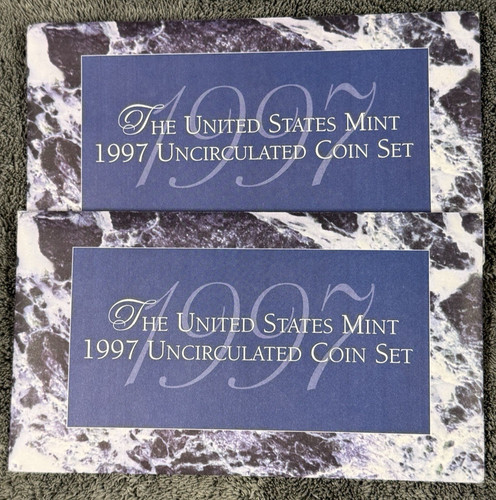 1997
The United States Mint
1997 Uncirculated Coin Set
1997
The United States Mint
1997 Uncirculated Coin Set